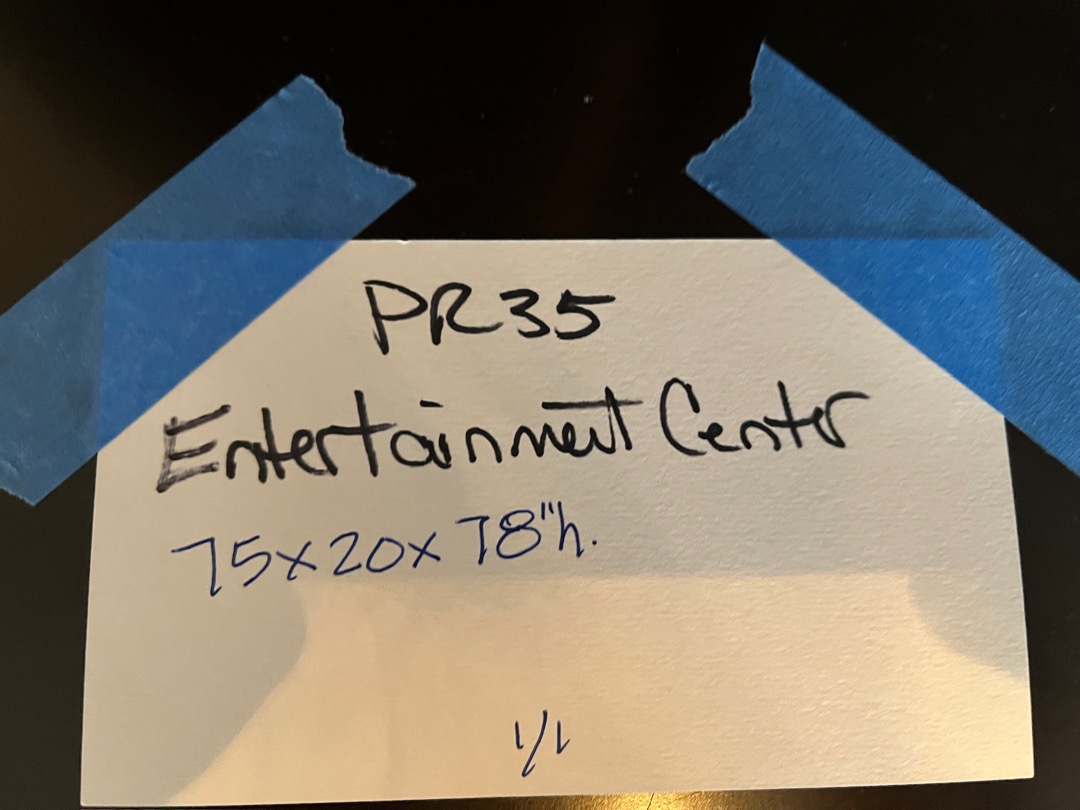 PR35
Entertainment Center
75x20x78"h.
1/1